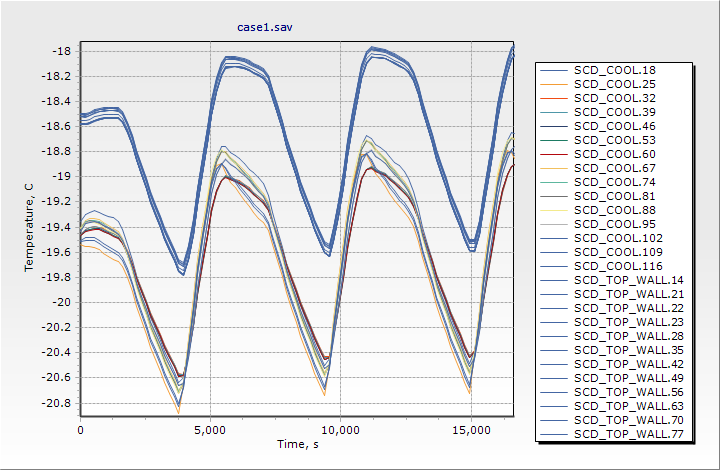 case1.sav
-18
-18.2
-18.4
-18.6
-18.8
-19
-19.2
-19.4
-19.6
-19.8
-20
-20.2
-20.4
-20.6
-20.8
Temperature, C
0
5,000
10,000
15,000
Time, s
SCD_COOL.18
SCD_COOL.25
SCD_COOL.32
SCD_COOL.39
SCD_COOL.46
SCD_COOL.53
SCD_COOL.60
SCD_COOL.67
SCD_COOL.74
SCD_COOL.81
SCD_COOL.88
SCD_COOL.95
SCD_COOL.102
SCD_COOL.109
SCD_COOL.116
SCD_TOP_WALL.14
SCD_TOP_WALL.21
SCD_TOP_WALL.22
SCD_TOP_WALL.23
SCD_TOP_WALL.28
SCD_TOP_WALL.35
SCD_TOP_WALL.42
SCD_TOP_WALL.49
SCD_TOP_WALL.56
SCD_TOP_WALL.63
SCD_TOP_WALL.70
SCD_TOP_WALL.77